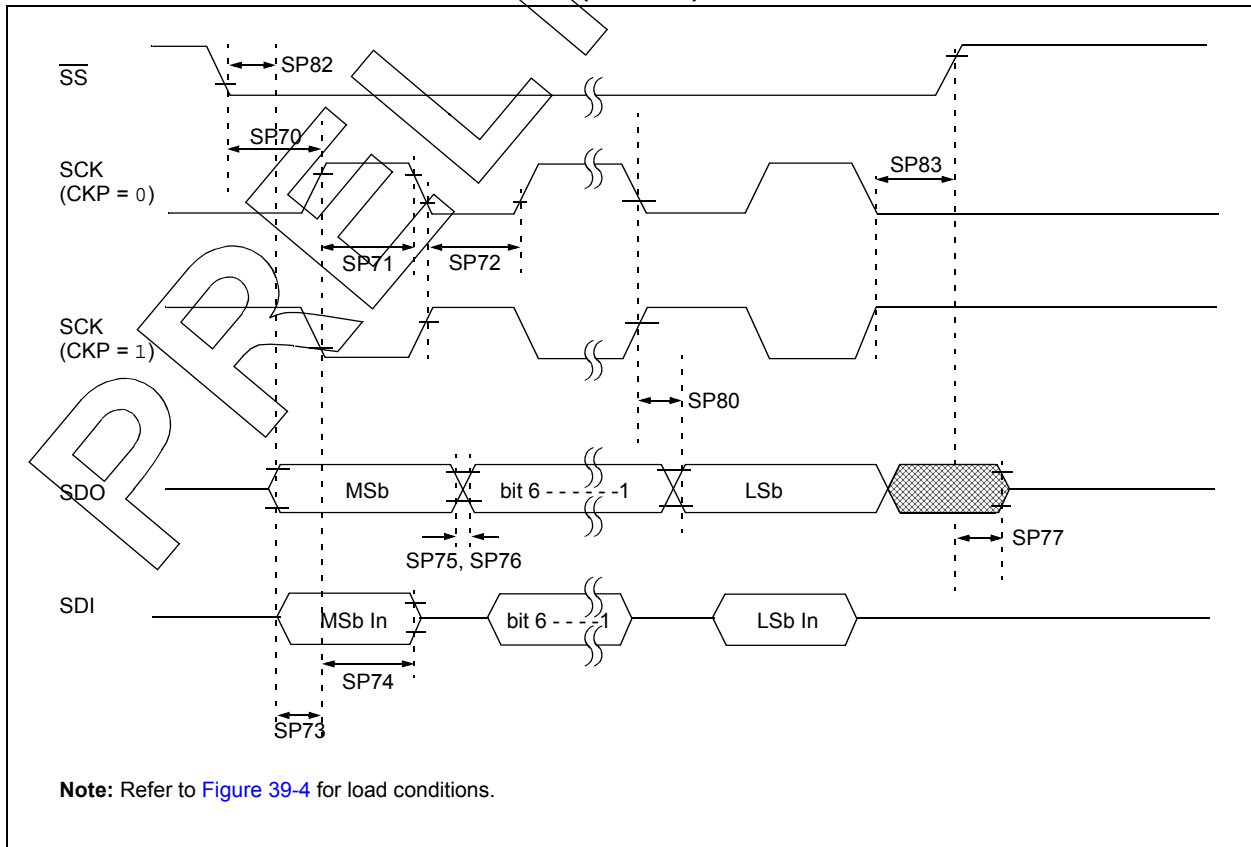 SS
SP82
SP70
SCK
(CKP = 0)
SP83
SP71
SP72
SCK
(CKP = 1)
SP80
SDO
MSb
bit 6 - - - - - -1
LSb
SP75, SP76
SP77
SDI
MSb In
bit 6 - - - -1
LSb In
SP74
SP73
Note: Refer to Figure 39-4 for load conditions.
PREL